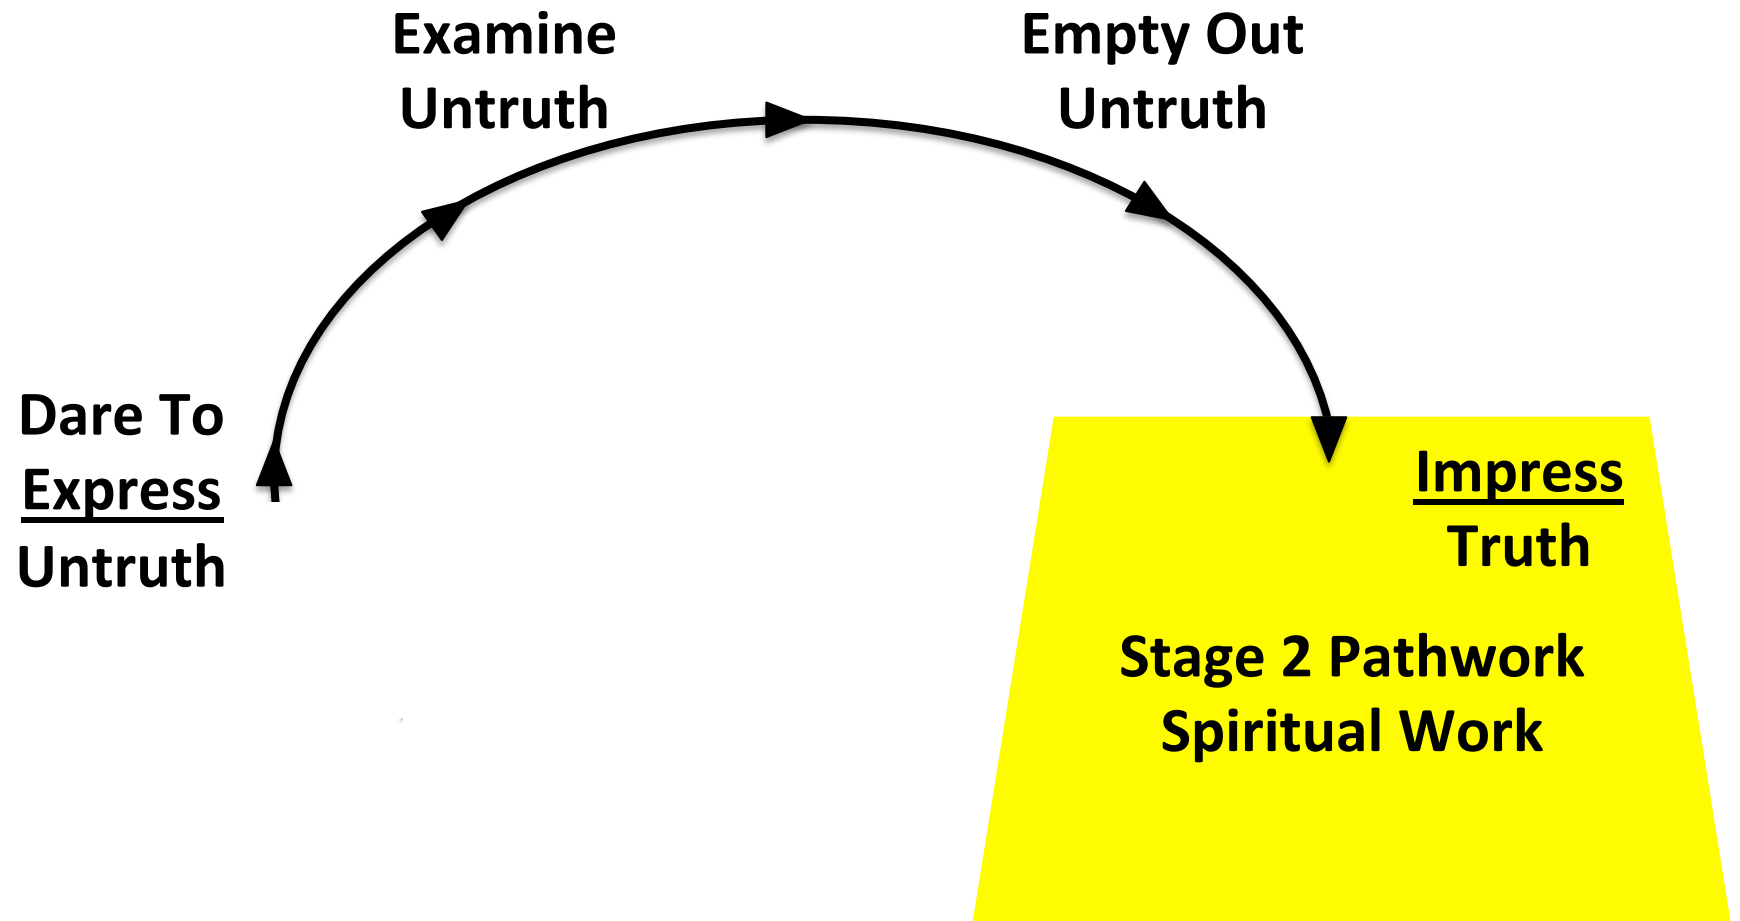 Examine
Untruth
Empty Out
Untruth
Dare To
Express
Untruth
Impress
Truth
Stage 2 Pathwork
Spiritual Work